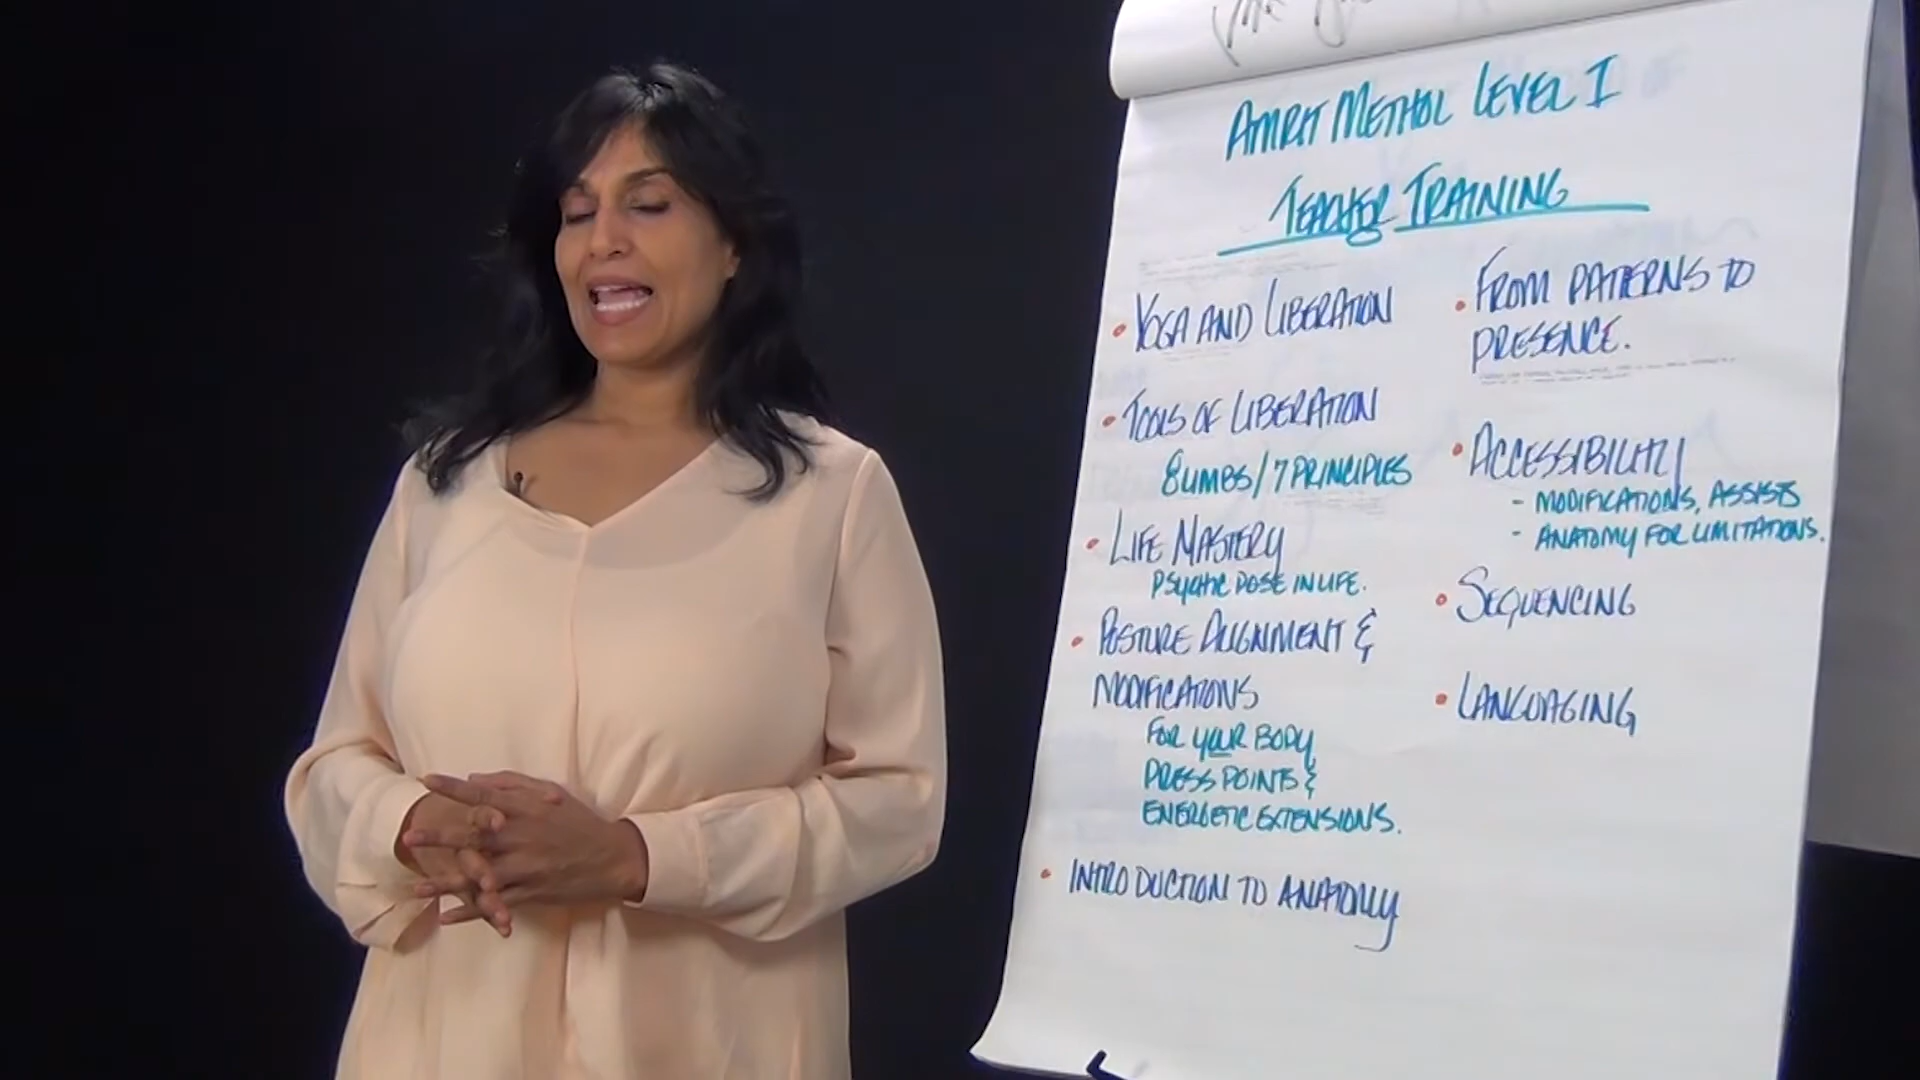 AMRIT METHOD LEVEL I
TEACHER TRAINING
• YOGA AND LIBERATION
• TOOLS OF LIBERATION
8 LIMBS / 7 PRINCIPLES
• LIFE MASTERY
PSYCHIC POSE IN LIFE.
• POSTURE ALIGNMENT &
MODIFICATIONS
FOR YOUR BODY
PRESS POINTS &
ENERGETIC EXTENSIONS.
• INTRODUCTION TO ANATOMY
• FROM PATTERNS TO
PRESENCE.
• ACCESSIBILITY
- MODIFICATIONS, ASSISTS
- ANATOMY FOR LIMITATIONS.
• SEQUENCING
• LANGUAGING